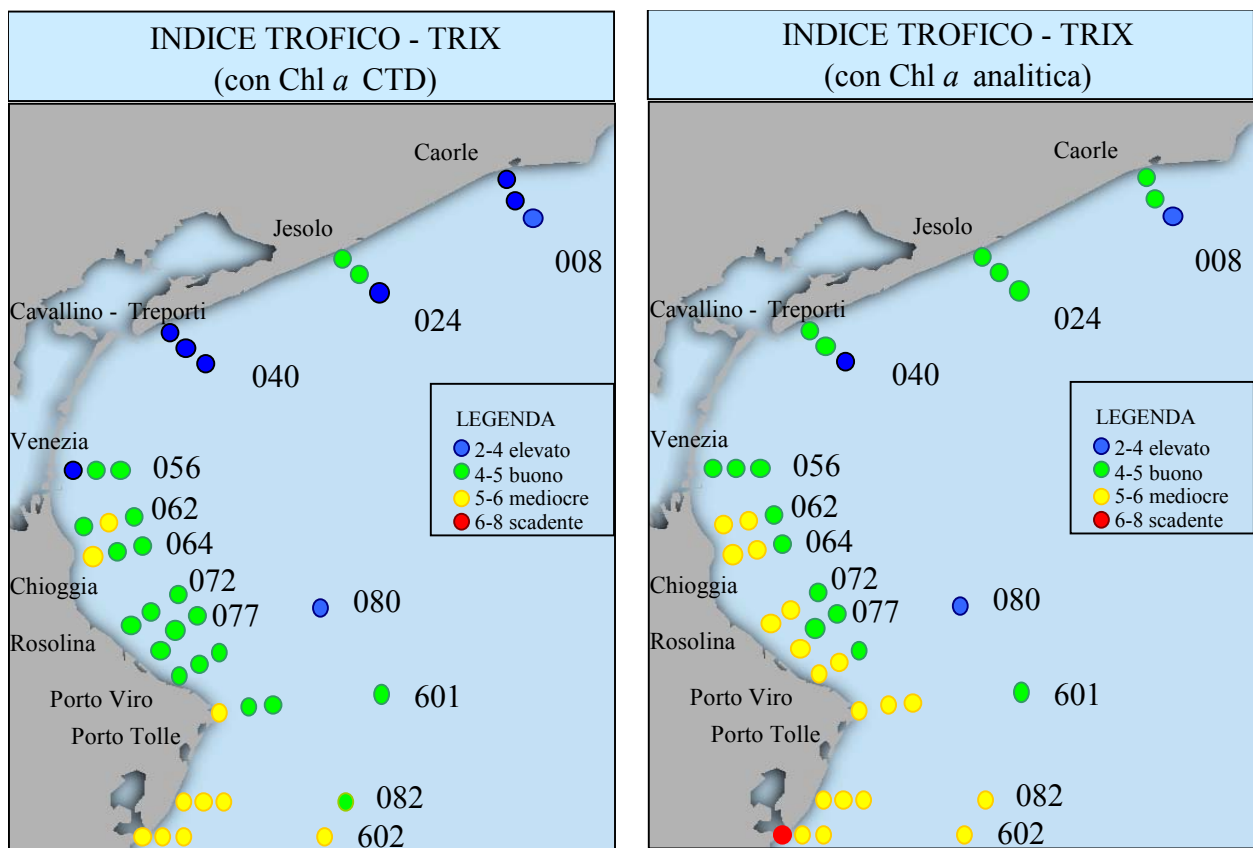 INDICE TROFICO - TRIX
(con Chl a CTD)
Caorle
008
Jesolo
024
Cavallino - Treporti
040
LEGENDA
2-4 elevato
4-5 buono
5-6 mediocre
6-8 scadente
Venezia
056
062
064
Chioggia
072
080
077
Rosolina
Porto Viro
601
Porto Tolle
082
602
INDICE TROFICO - TRIX
(con Chl a analitica)
Caorle
008
Jesolo
024
Cavallino - Treporti
040
LEGENDA
2-4 elevato
4-5 buono
5-6 mediocre
6-8 scadente
Venezia
056
062
064
Chioggia
072
080
077
Rosolina
Porto Viro
601
Porto Tolle
082
602